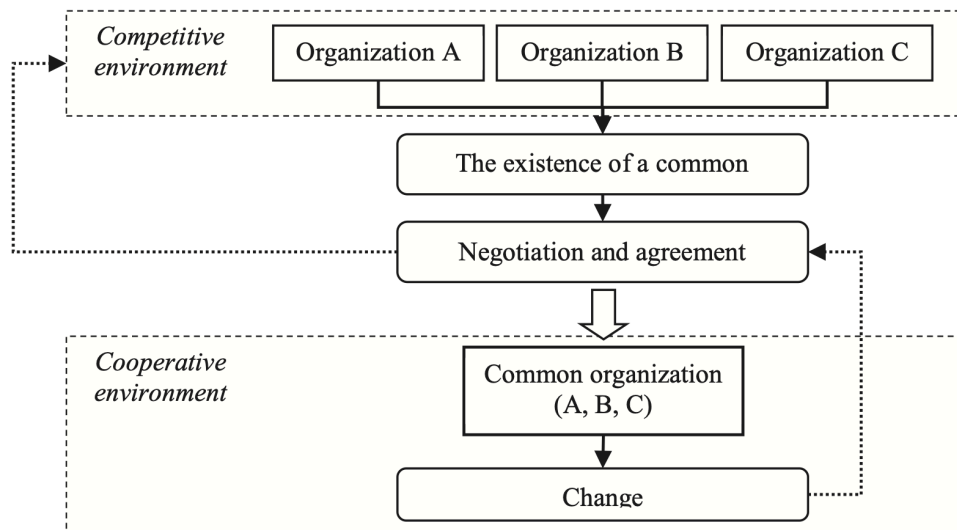 Competitive
environment
Organization A
Organization B
Organization C
The existence of a common
Negotiation and agreement
Cooperative
environment
Common organization
(A, B, C)
Change